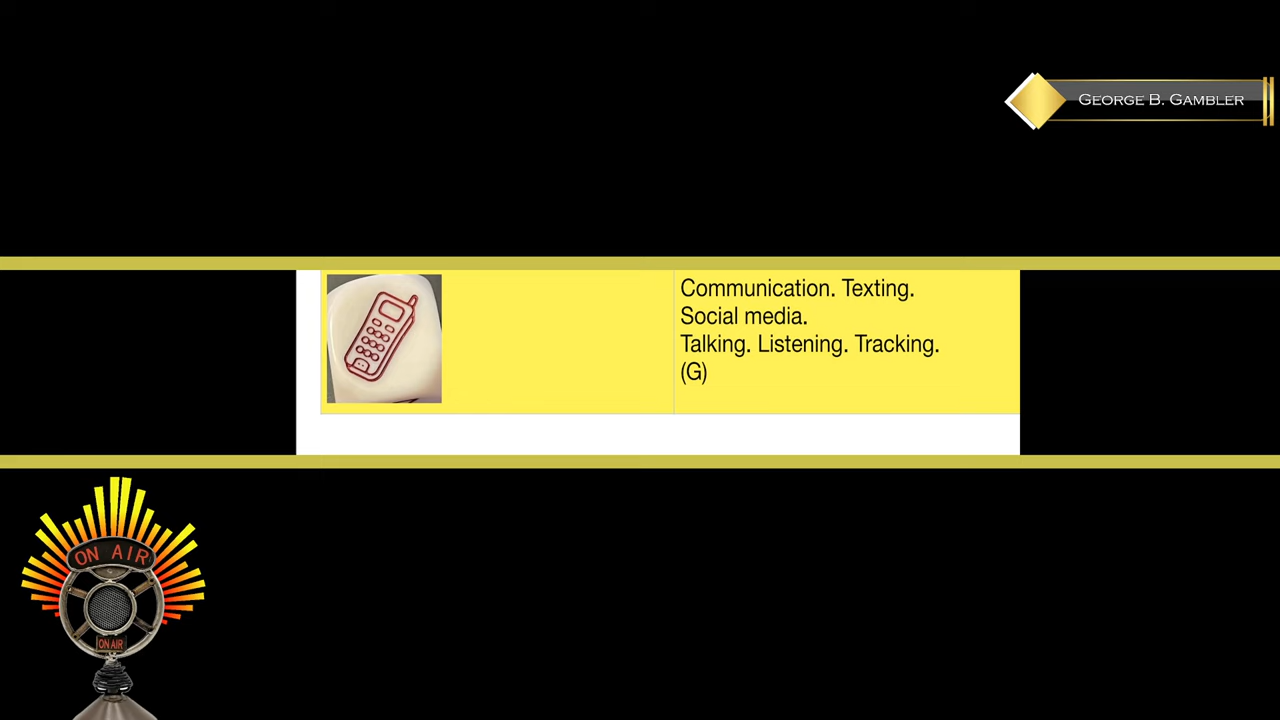 GEORGE B. GAMBLER
Communication. Texting.
Social media.
Talking. Listening. Tracking.
(G)
ON AIR
ON AIR